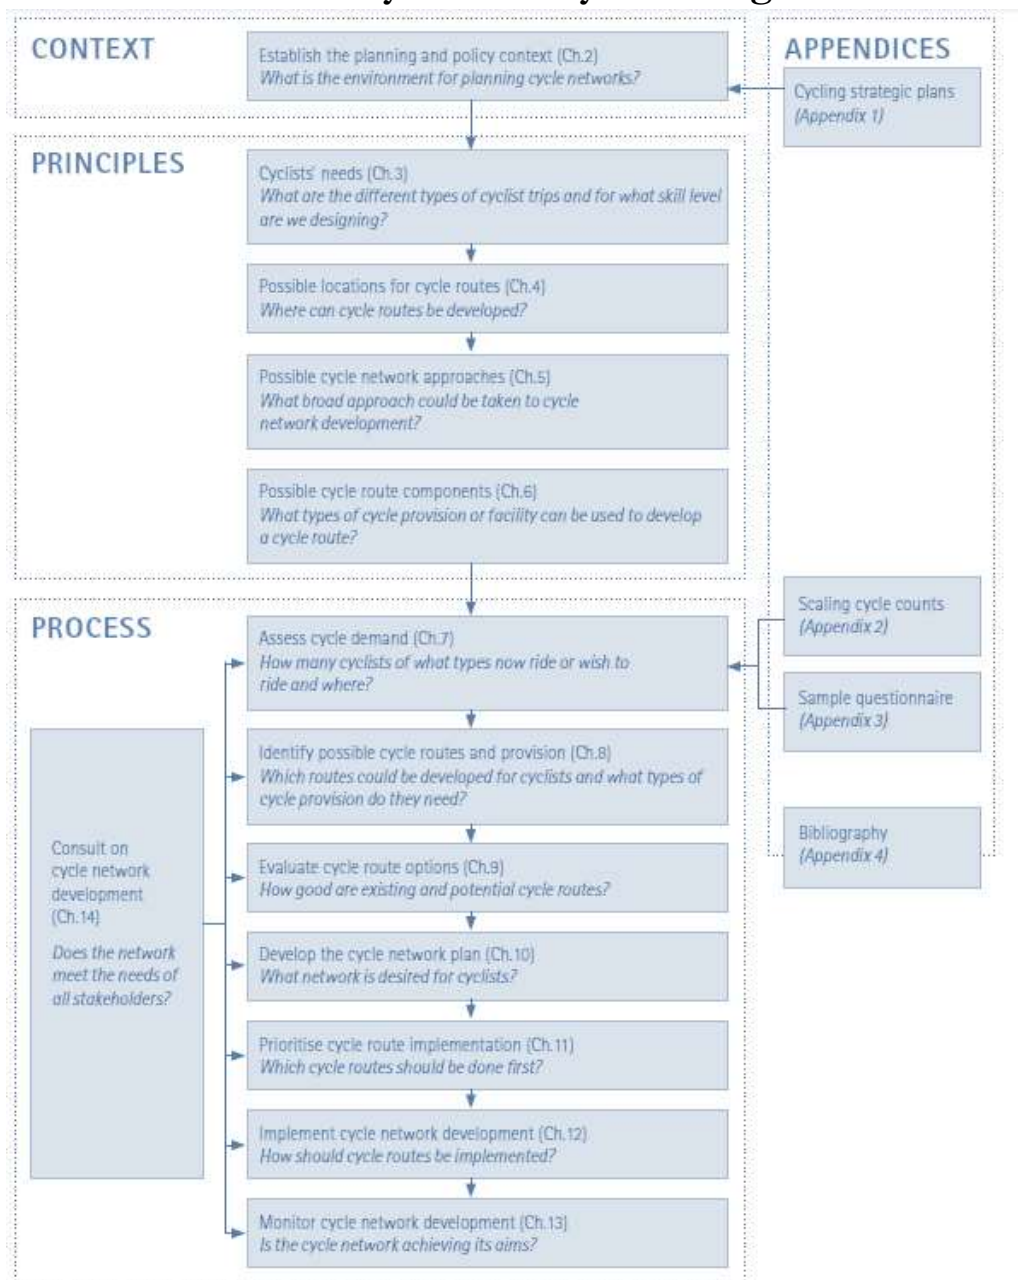 CONTEXT
Establish the planning and policy context (Ch.2)
What is the environment for planning cycle networks?
APPENDICES
Cycling strategic plans
(Appendix 1)
PRINCIPLES
Cyclists' needs (Ch.3)
What are the different types of cyclist trips and for what skill level
are we designing?
Possible locations for cycle routes (Ch.4)
Where can cycle routes be developed?
Possible cycle network approaches (Ch.5)
What broad approach could be taken to cycle
network development?
Possible cycle route components (Ch.6)
What types of cycle provision or facility can be used to develop
a cycle route?
PROCESS
Assess cycle demand (Ch.7)
How many cyclists of what types now ride or wish to
ride and where?
Scaling cycle counts
(Appendix 2)
Sample questionnaire
(Appendix 3)
Identify possible cycle routes and provision (Ch.8)
Which routes could be developed for cyclists and what types of
cycle provision do they need?
Bibliography
(Appendix 4)
Consult on
cycle network
development
(Ch.14)
Does the network
meet the needs of
all stakeholders?
Evaluate cycle route options (Ch.9)
How good are existing and potential cycle routes?
Develop the cycle network plan (Ch.10)
What network is desired for cyclists?
Prioritise cycle route implementation (Ch.11)
Which cycle routes should be done first?
Implement cycle network development (Ch.12)
How should cycle routes be implemented?
Monitor cycle network development (Ch.13)
Is the cycle network achieving its aims?